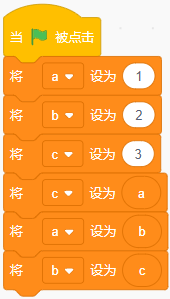 当 被点击
将 a 设为 1
将 b 设为 2
将 c 设为 3
将 c 设为 a
将 a 设为 b
将 b 设为 c